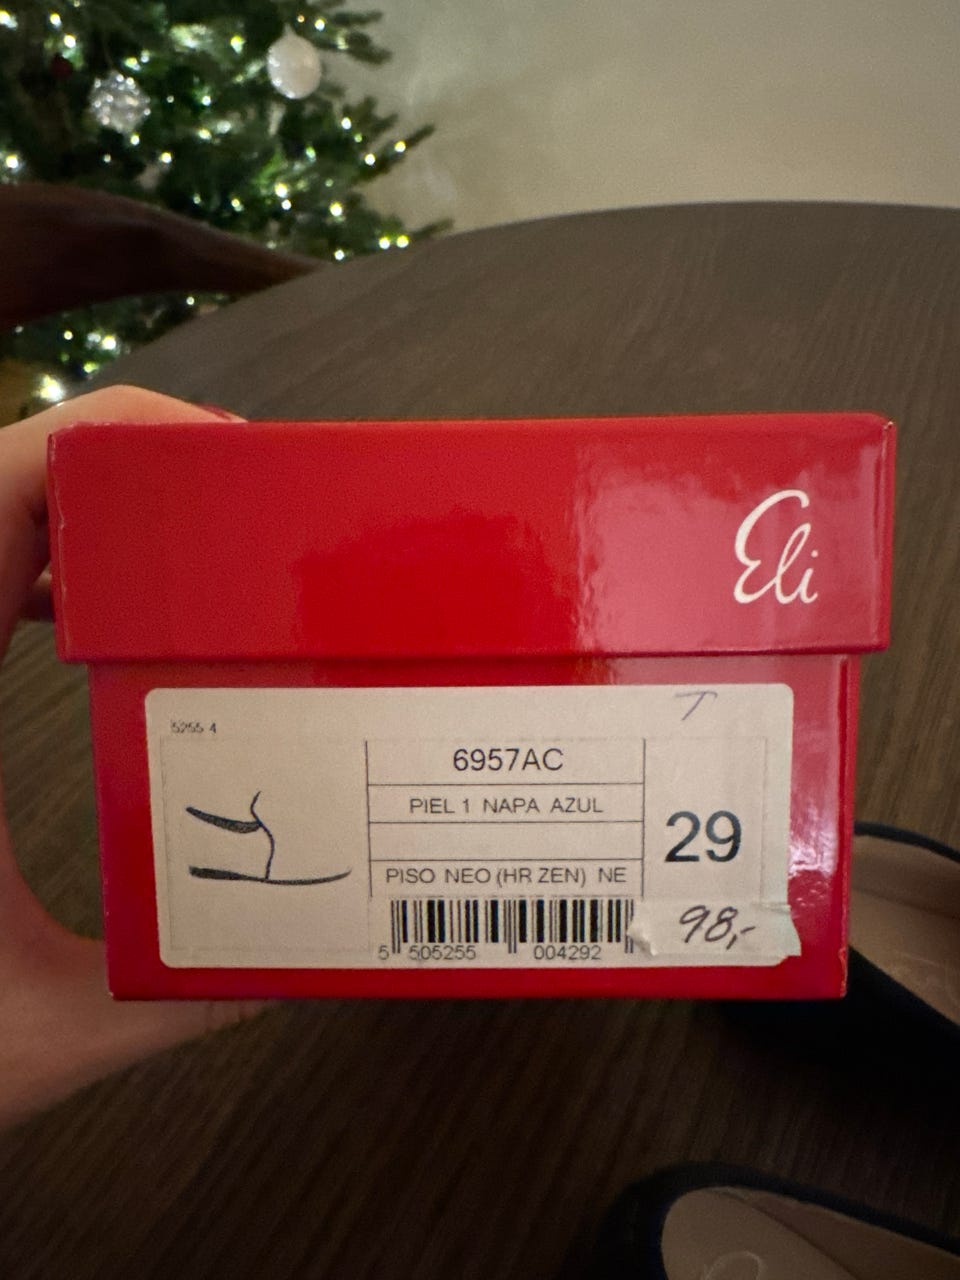 Eli
5255 4
6957AC
PIEL 1 NAPA AZUL
29
PISO NEO (HR ZEN) NE
98,-
5 505255 004292